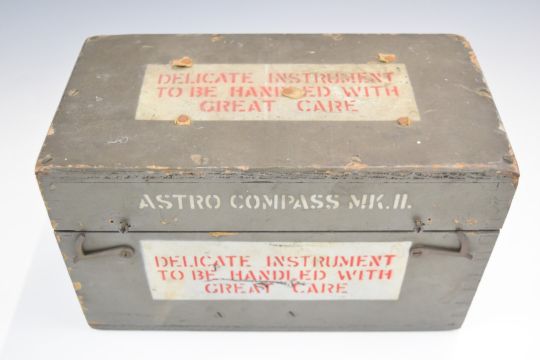 DELICATE INSTRUMENT
TO BE HANDLED WITH
GREAT CARE
ASTRO COMPASS MK.II.
DELICATE INSTRUMENT
TO BE HANDLED WITH
GREAT CARE